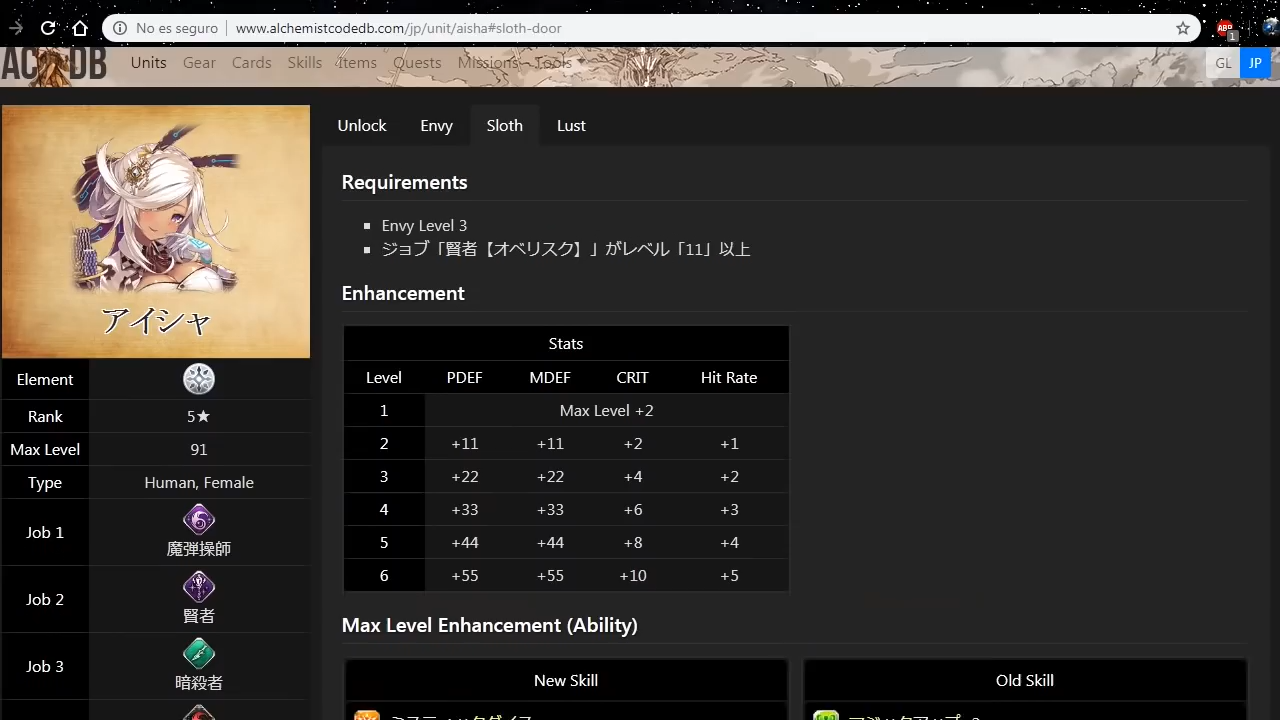 No es seguro www.alchemistcodedb.com/jp/unit/aisha#sloth-door
ABP
1
AC DB Units Gear Cards Skills Items Quests Missions Tools GL JP
アイシャ
Element
Rank 5★
Max Level 91
Type Human, Female
Job 1 魔弾操師
Job 2 賢者
Job 3 暗殺者
Unlock Envy Sloth Lust
Requirements
Envy Level 3
ジョブ「賢者【オベリスク】」がレベル「11」以上
Enhancement
Stats
Level PDEF MDEF CRIT Hit Rate
1 Max Level +2
2 +11 +11 +2 +1
3 +22 +22 +4 +2
4 +33 +33 +6 +3
5 +44 +44 +8 +4
6 +55 +55 +10 +5
Max Level Enhancement (Ability)
New Skill Old Skill